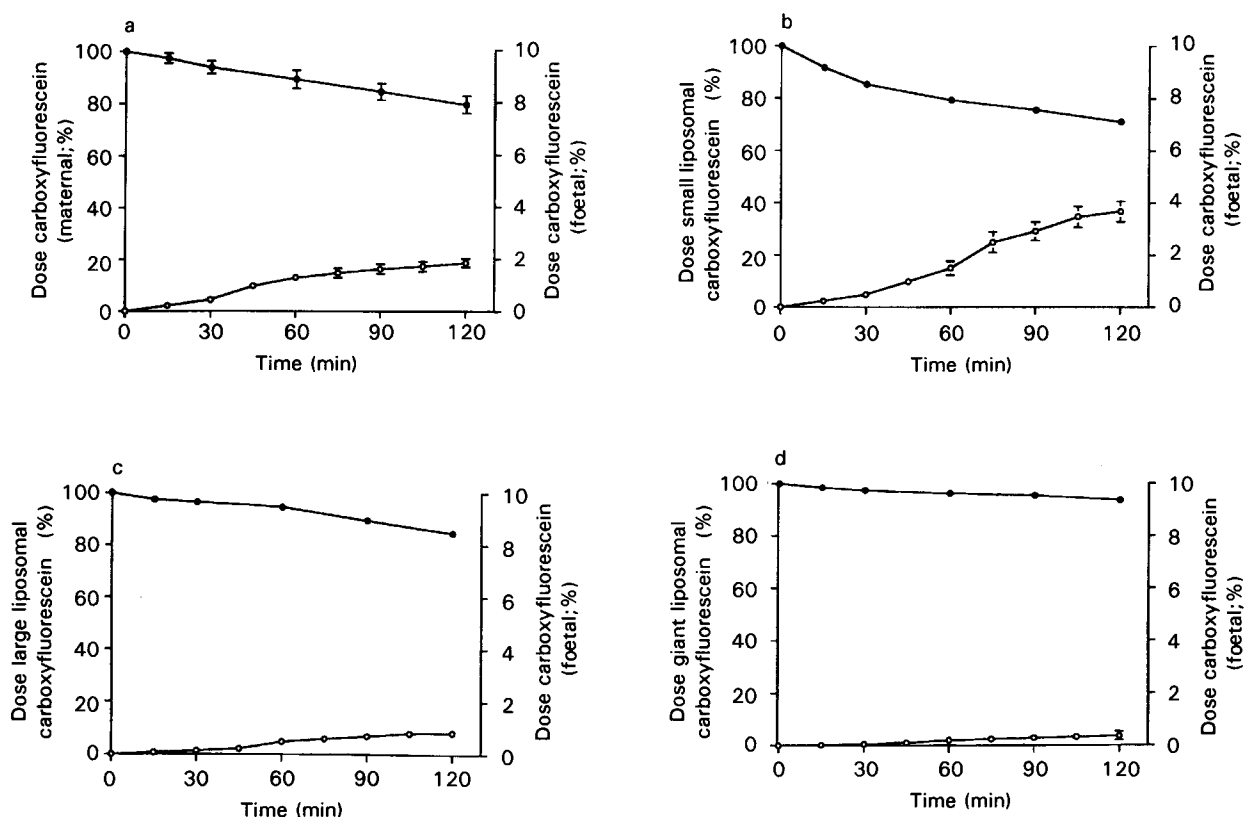 a
100
80
60
40
20
0
Dose carboxyfluorescein
(maternal; %)
10
8
6
4
2
0
Dose carboxyfluorescein
(foetal; %)
0 30 60 90 120
Time (min)
b
100
80
60
40
20
0
Dose small liposomal
carboxyfluorescein (%)
10
8
6
4
2
0
Dose carboxyfluorescein
(foetal; %)
0 30 60 90 120
Time (min)
c
100
80
60
40
20
0
Dose large liposomal
carboxyfluorescein (%)
10
8
6
4
2
0
Dose carboxyfluorescein
(foetal; %)
0 30 60 90 120
Time (min)
d
100
80
60
40
20
0
Dose giant liposomal
carboxyfluorescein (%)
10
8
6
4
2
0
Dose carboxyfluorescein
(foetal; %)
0 30 60 90 120
Time (min)